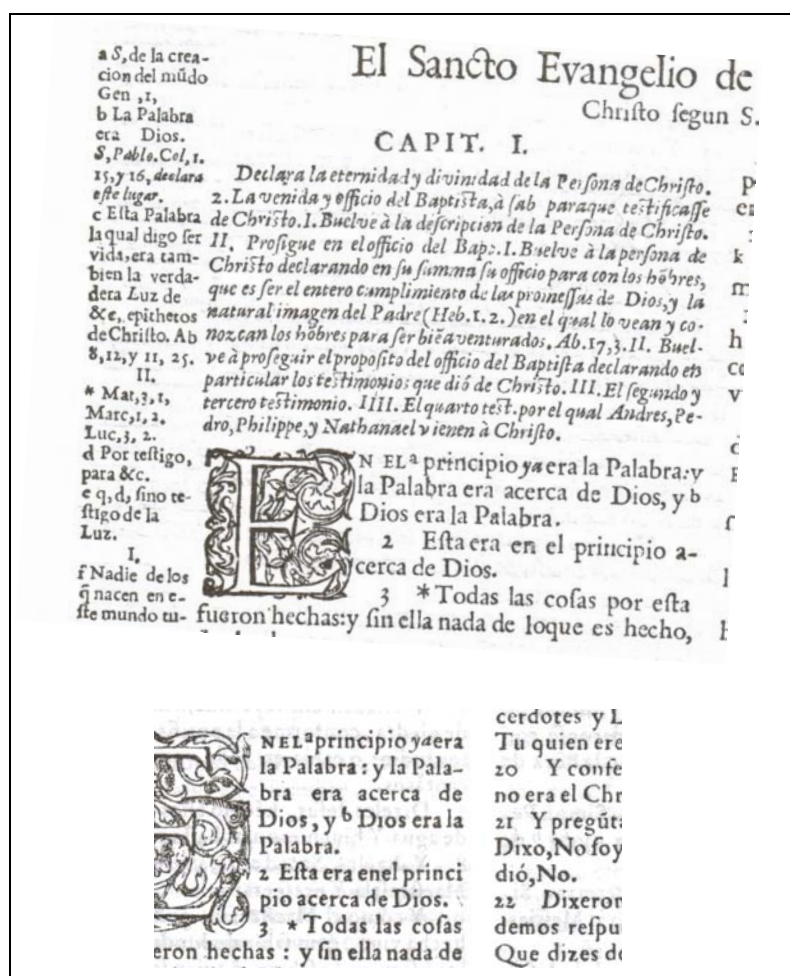 El Sancto Evangelio de
Christo segun S.
CAPIT. I.
a S, de la crea-
cion del mũdo
Gen ,1,
b La Palabra
era Dios.
S, Pablo. Col, 1.
15, y 16, declara
este lugar.
c Esta Palabra
la qual digo ser
vida, era tam-
bien la verda-
dera Luz de
&c, epithetos
de Christo. Ab
8,12, y 11, 25.
II.
* Mat,3,1,
Marc,1, 2,
Luc,3, 2.
d Por testigo,
para &c.
e q, d, sino te-
stigo de la
Luz.
I,
f Nadie de los
q̃ nacen en e-
ste mundo tu-
Declara la eternidad y divinidad de la Persona de Christo.
2. La venida y officio del Baptista, à sab paraque testificasse
de Christo. I. Buelve à la descripcion de la Persona de Christo.
II. Prosigue en el officio del Bap. I. Buelve à la persona de
Christo declarando en su summa su officio para con los hõbres,
que es ser el entero cumplimiento de las promessas de Dios, y la
natural imagen del Padre (Heb. 1. 2.) en el qual lo vean y co-
nozcan los hõbres para ser biẽaventurados. Ab. 17, 3. II. Buel-
ve à proseguir el proposito del officio del Baptista declarando en
particular los testimonios que dió de Christo. III. El segundo y
tercero testimonio. IIII. El quarto test. por el qual Andres, Pe-
dro, Philippe, y Nathanael vienen à Christo.
EN EL ª principio ya era la Palabra: y
la Palabra era acerca de Dios, y b
Dios era la Palabra.
2 Esta era en el principio a-
cerca de Dios.
3 * Todas las cosas por esta
fueron hechas: y sin ella nada de loque es hecho,
NEL ª principio ya era
la Palabra : y la Pala-
bra era acerca de
Dios, y b Dios era la
Palabra.
2 Esta era enel princi
pio acerca de Dios.
3 * Todas las cosas
eron hechas : y sin ella nada de
cerdotes y L
Tu quien ere
20 Y confe
no era el Chr
21 Y pregũt
Dixo, No soy
dió, No.
22 Dixeron
demos respu
Que dizes de